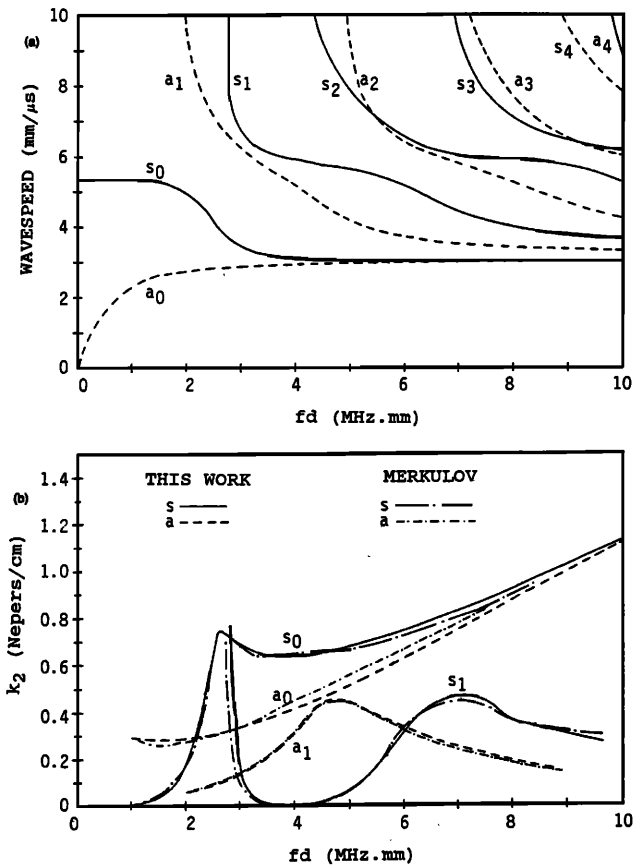 (a)
10
8
6
4
2
0
WAVESPEED (mm/μs)
a1
s1
s2
a2
s3
a3
s4
a4
s0
a0
0 2 4 6 8 10
fd (MHz.mm)
(b)
1.4
1.2
1.0
0.8
0.6
0.4
0.2
0
k2 (Nepers/cm)
THIS WORK MERKULOV
s s
a a
s0
a0
a1
s1
2 4 6 8 10
fd (MHz.mm)